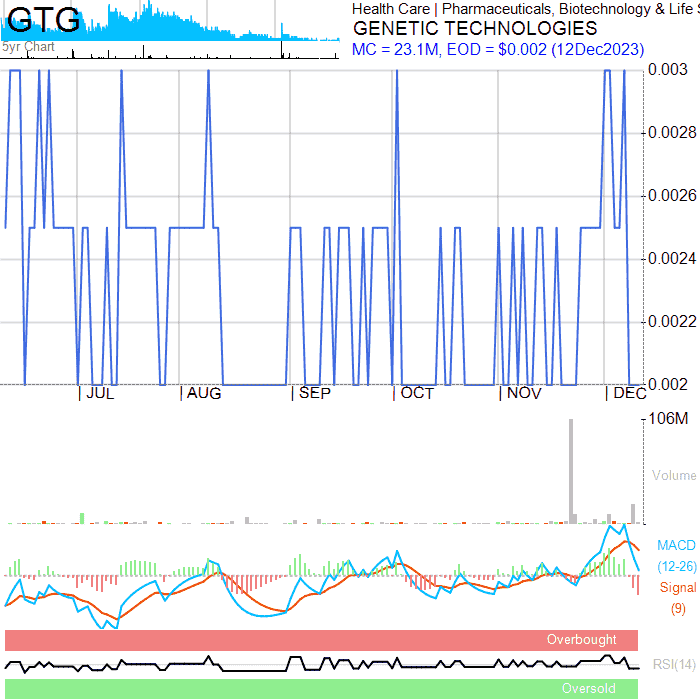 GTG
5yr Chart
Health Care | Pharmaceuticals, Biotechnology & Life S
GENETIC TECHNOLOGIES
MC = 23.1M, EOD = $0.002 (12Dec2023)
0.003
0.0028
0.0026
0.0024
0.0022
0.002
| JUL | AUG | SEP | OCT | NOV | DEC
106M
Volume
MACD
(12-26)
Signal
(9)
Overbought
RSI(14)
Oversold